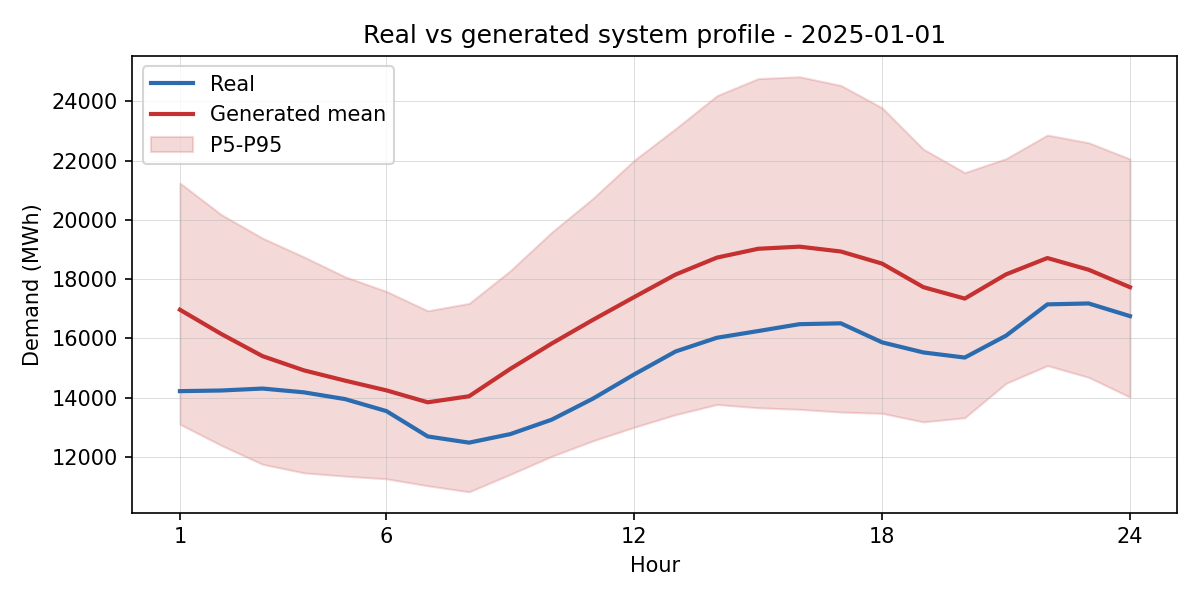 Real vs generated system profile - 2025-01-01
Real
Generated mean
P5-P95
Demand (MWh)
24000
22000
20000
18000
16000
14000
12000
1 6 12 18 24
Hour